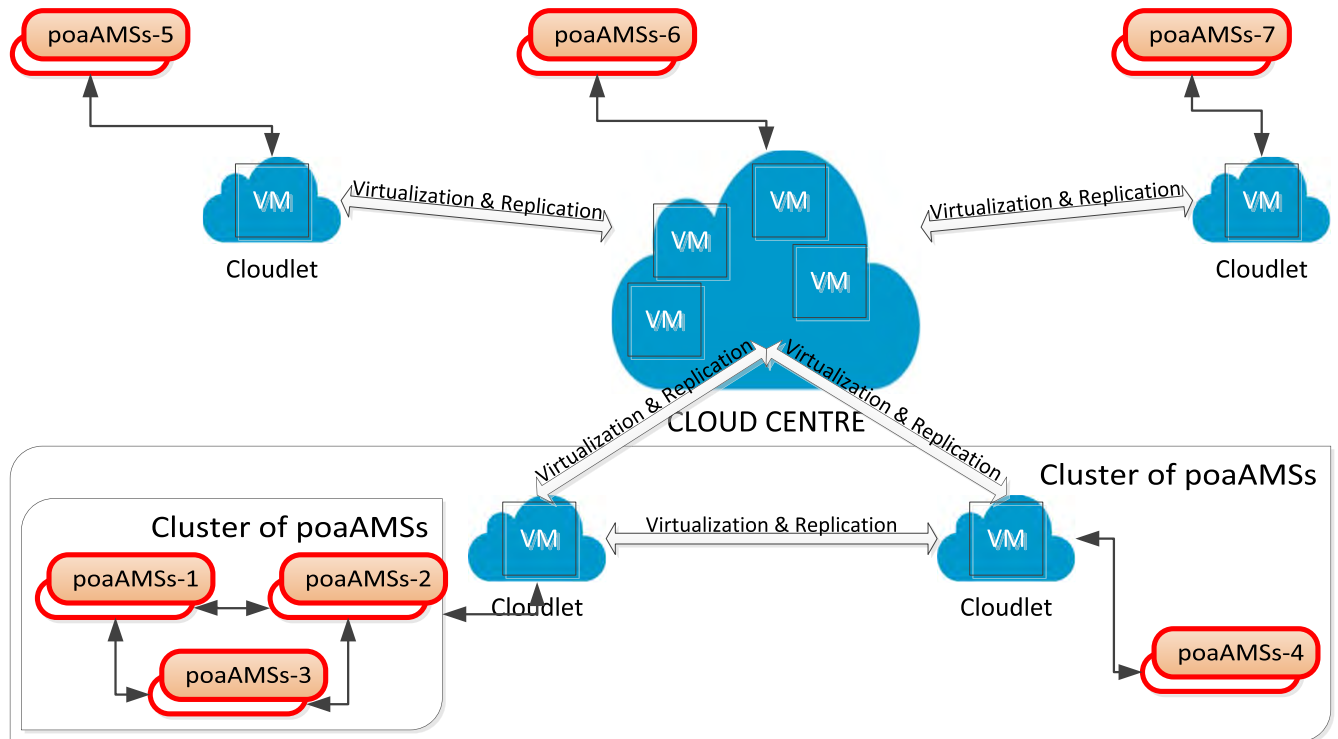 poaAMSs-5
poaAMSs-6
poaAMSs-7
VM
Cloudlet
Virtualization & Replication
VM
VM
VM
VM
Virtualization & Replication
VM
Cloudlet
Virtualization & Replication
Virtualization & Replication
CLOUD CENTRE
Cluster of poaAMSs
Cluster of poaAMSs
VM
Cloudlet
Virtualization & Replication
VM
Cloudlet
poaAMSs-1
poaAMSs-2
poaAMSs-3
poaAMSs-4